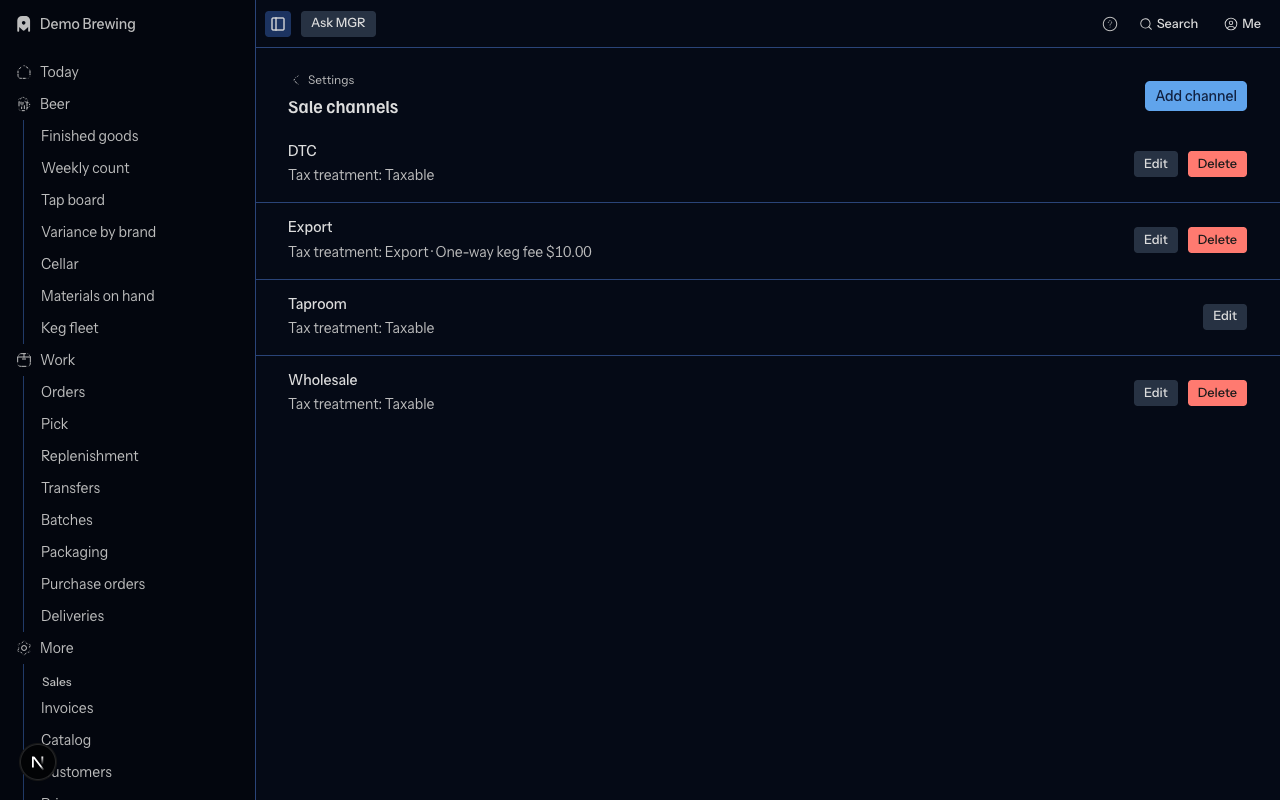 Demo Brewing
Ask MGR
Search
Me
Today
Beer
Finished goods
Weekly count
Tap board
Variance by brand
Cellar
Materials on hand
Keg fleet
Work
Orders
Pick
Replenishment
Transfers
Batches
Packaging
Purchase orders
Deliveries
More
Sales
Invoices
Catalog
N
ustomers
Settings
Sale channels
Add channel
DTC
Tax treatment: Taxable
Edit Delete
Export
Tax treatment: Export · One-way keg fee $10.00
Edit Delete
Taproom
Tax treatment: Taxable
Edit
Wholesale
Tax treatment: Taxable
Edit Delete